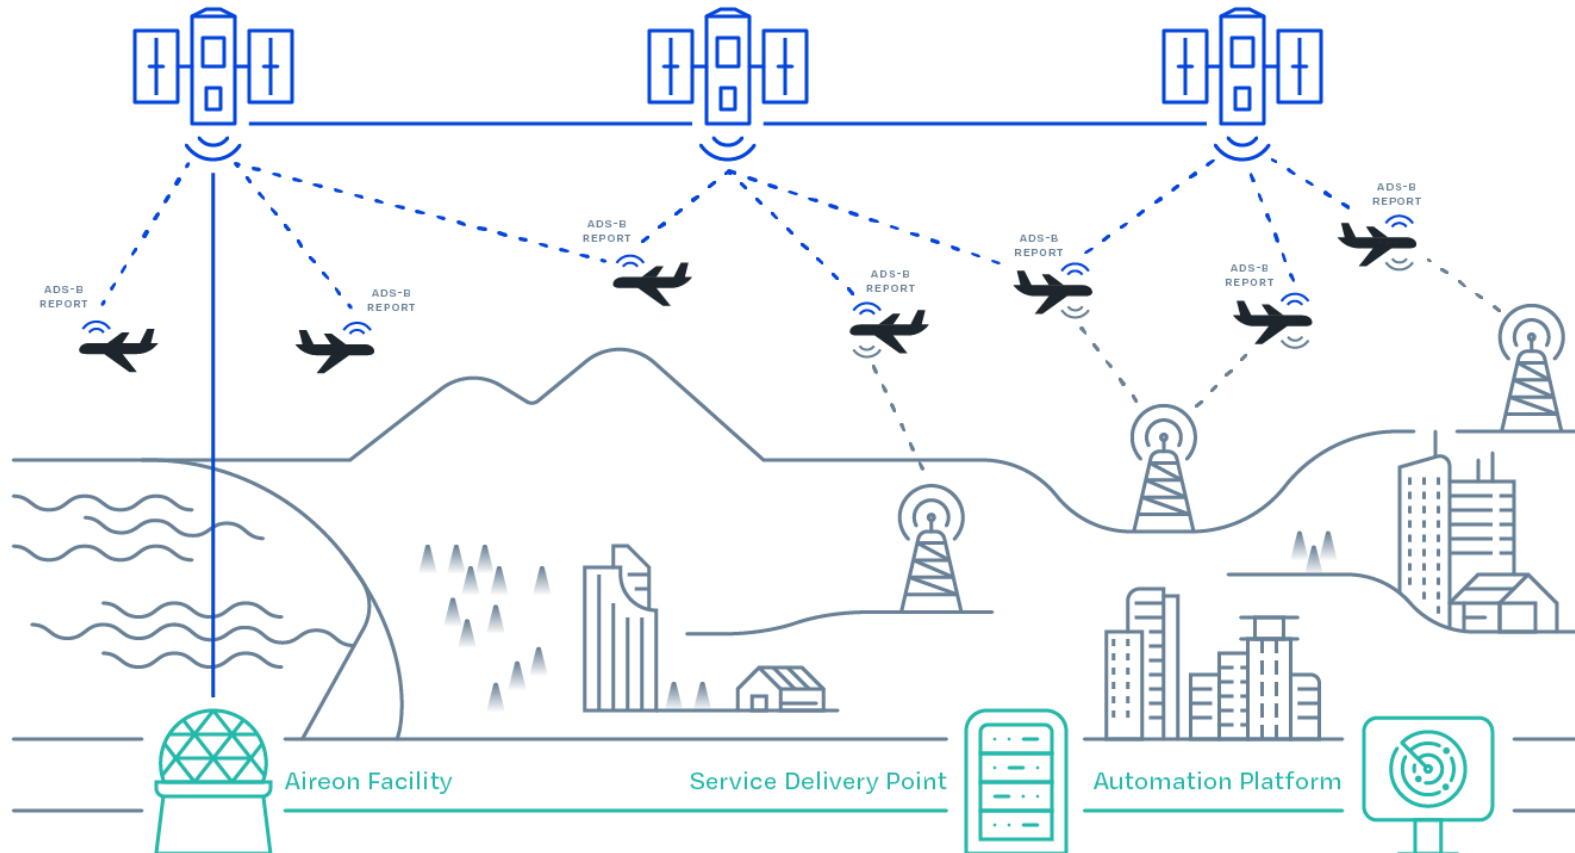 ADS-B
REPORT
ADS-B
REPORT
ADS-B
REPORT
ADS-B
REPORT
ADS-B
REPORT
ADS-B
REPORT
ADS-B
REPORT
Aireon Facility
Service Delivery Point
Automation Platform